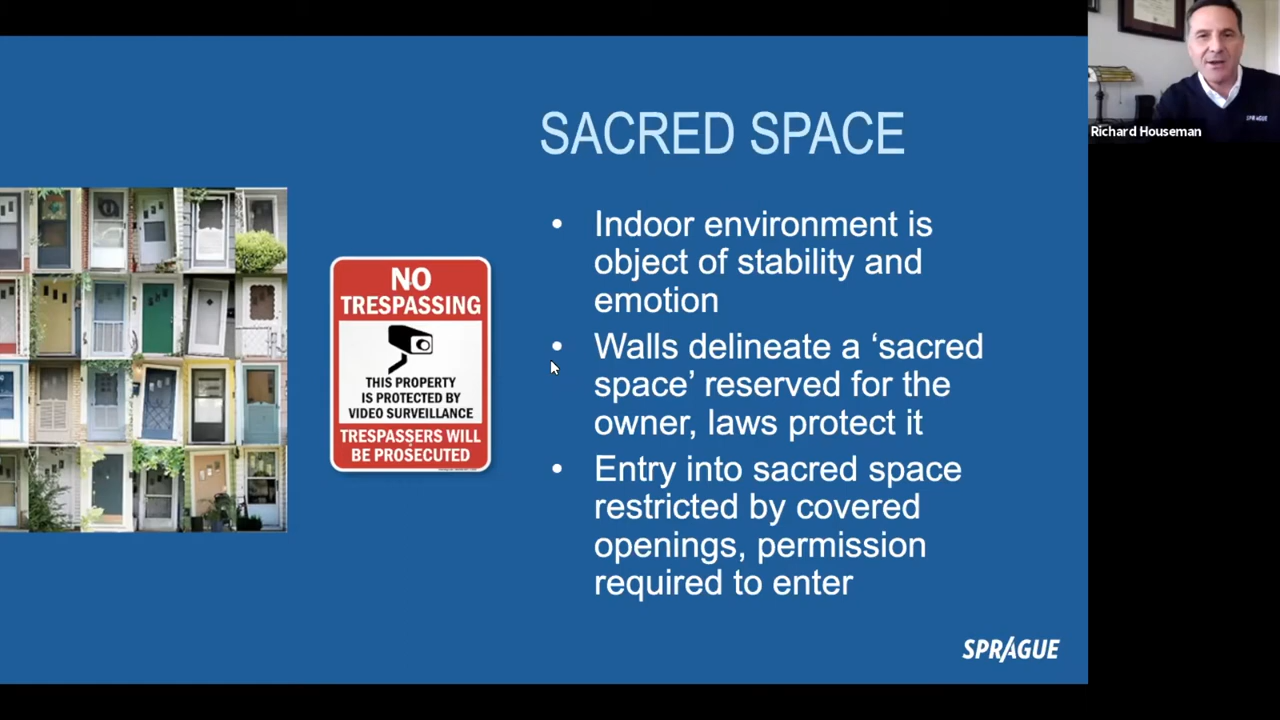 SACRED SPACE
• Indoor environment is
object of stability and
emotion
• Walls delineate a ‘sacred
space’ reserved for the
owner, laws protect it
• Entry into sacred space
restricted by covered
openings, permission
required to enter
NO
TRESPASSING
THIS PROPERTY
IS PROTECTED BY
VIDEO SURVEILLANCE
TRESPASSERS WILL
BE PROSECUTED
SPRAGUE
Richard Houseman
SPRAGUE